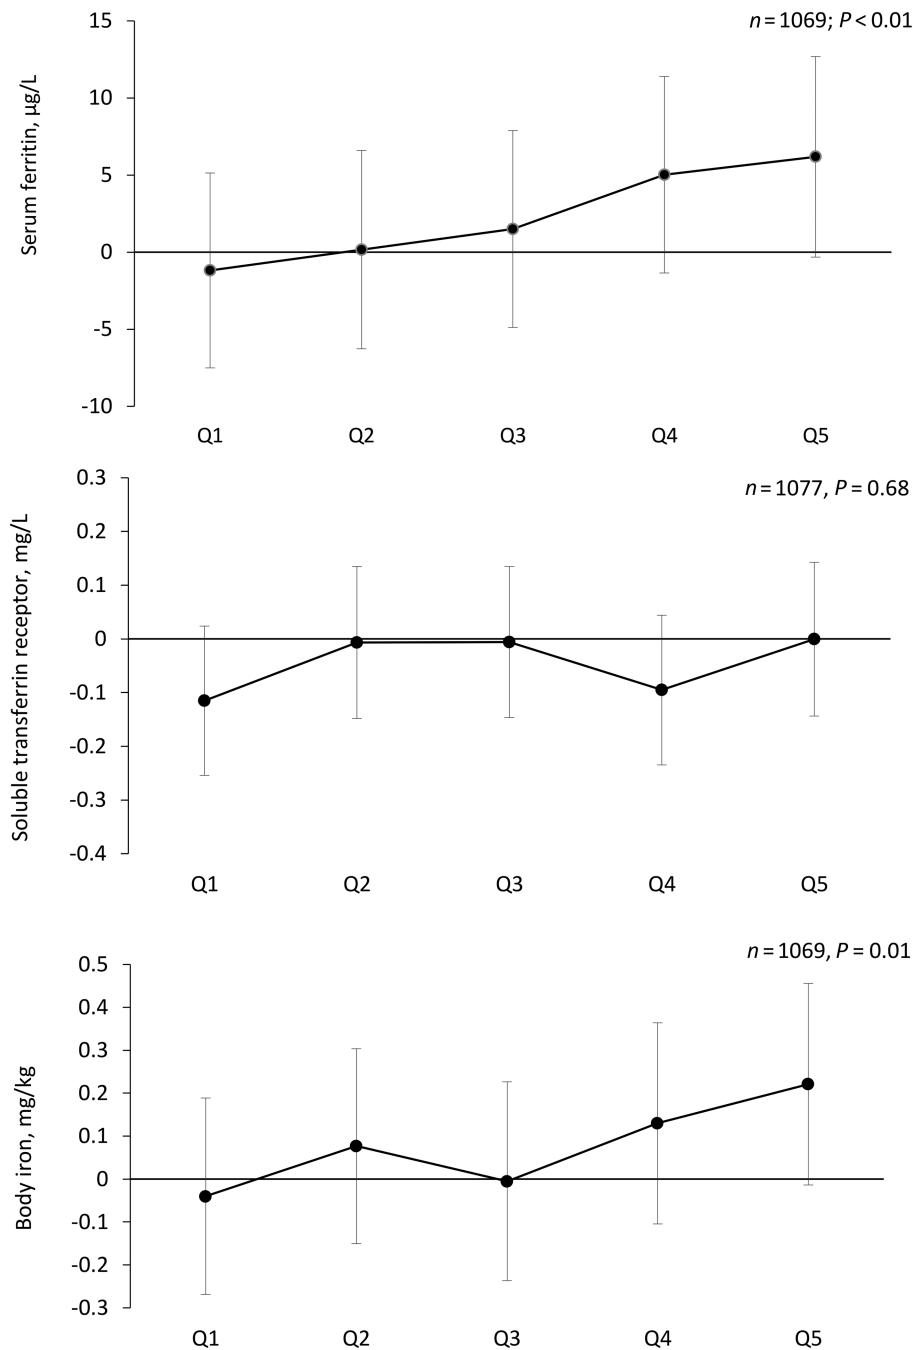 n = 1069; P < 0.01
Serum ferritin, µg/L
15
10
5
0
-5
-10
Q1 Q2 Q3 Q4 Q5
n = 1077, P = 0.68
Soluble transferrin receptor, mg/L
0.3
0.2
0.1
0
-0.1
-0.2
-0.3
-0.4
Q1 Q2 Q3 Q4 Q5
n = 1069, P = 0.01
Body iron, mg/kg
0.5
0.4
0.3
0.2
0.1
0
-0.1
-0.2
-0.3
Q1 Q2 Q3 Q4 Q5